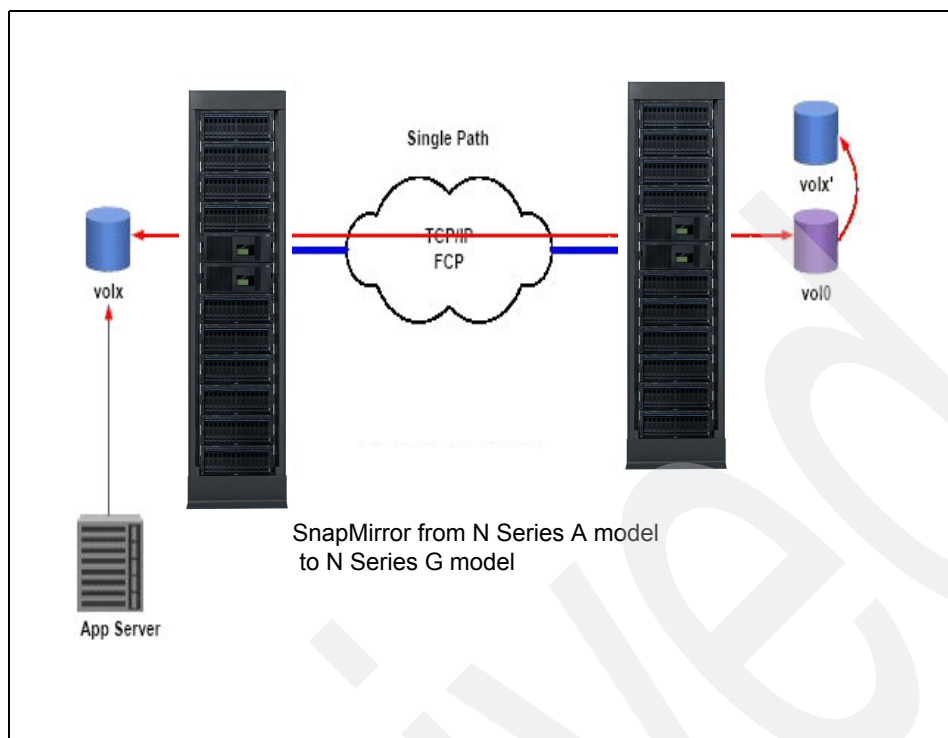 Single Path
TCP/IP
FCP
volx'
vol0
volx
SnapMirror from N Series A model
to N Series G model
App Server